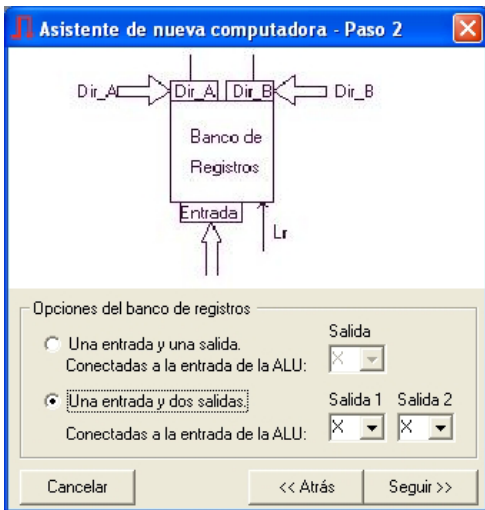 Asistente de nueva computadora - Paso 2
Dir_A Dir_A Dir_B Dir_B
Banco de
Registros
Entrada
Lr
Opciones del banco de registros
Una entrada y una salida.
Salida
Conectadas a la entrada de la ALU:
X
Una entrada y dos salidas.
Salida 1 Salida 2
Conectadas a la entrada de la ALU:
X X
Cancelar << Atrás Seguir >>